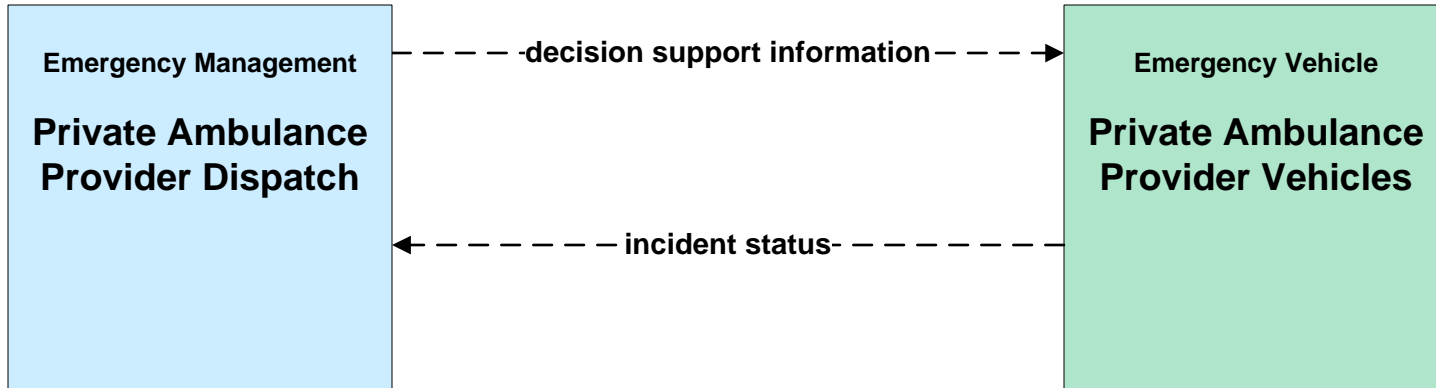 Emergency Management
Private Ambulance
Provider Dispatch
decision support information
incident status
Emergency Vehicle
Private Ambulance
Provider Vehicles